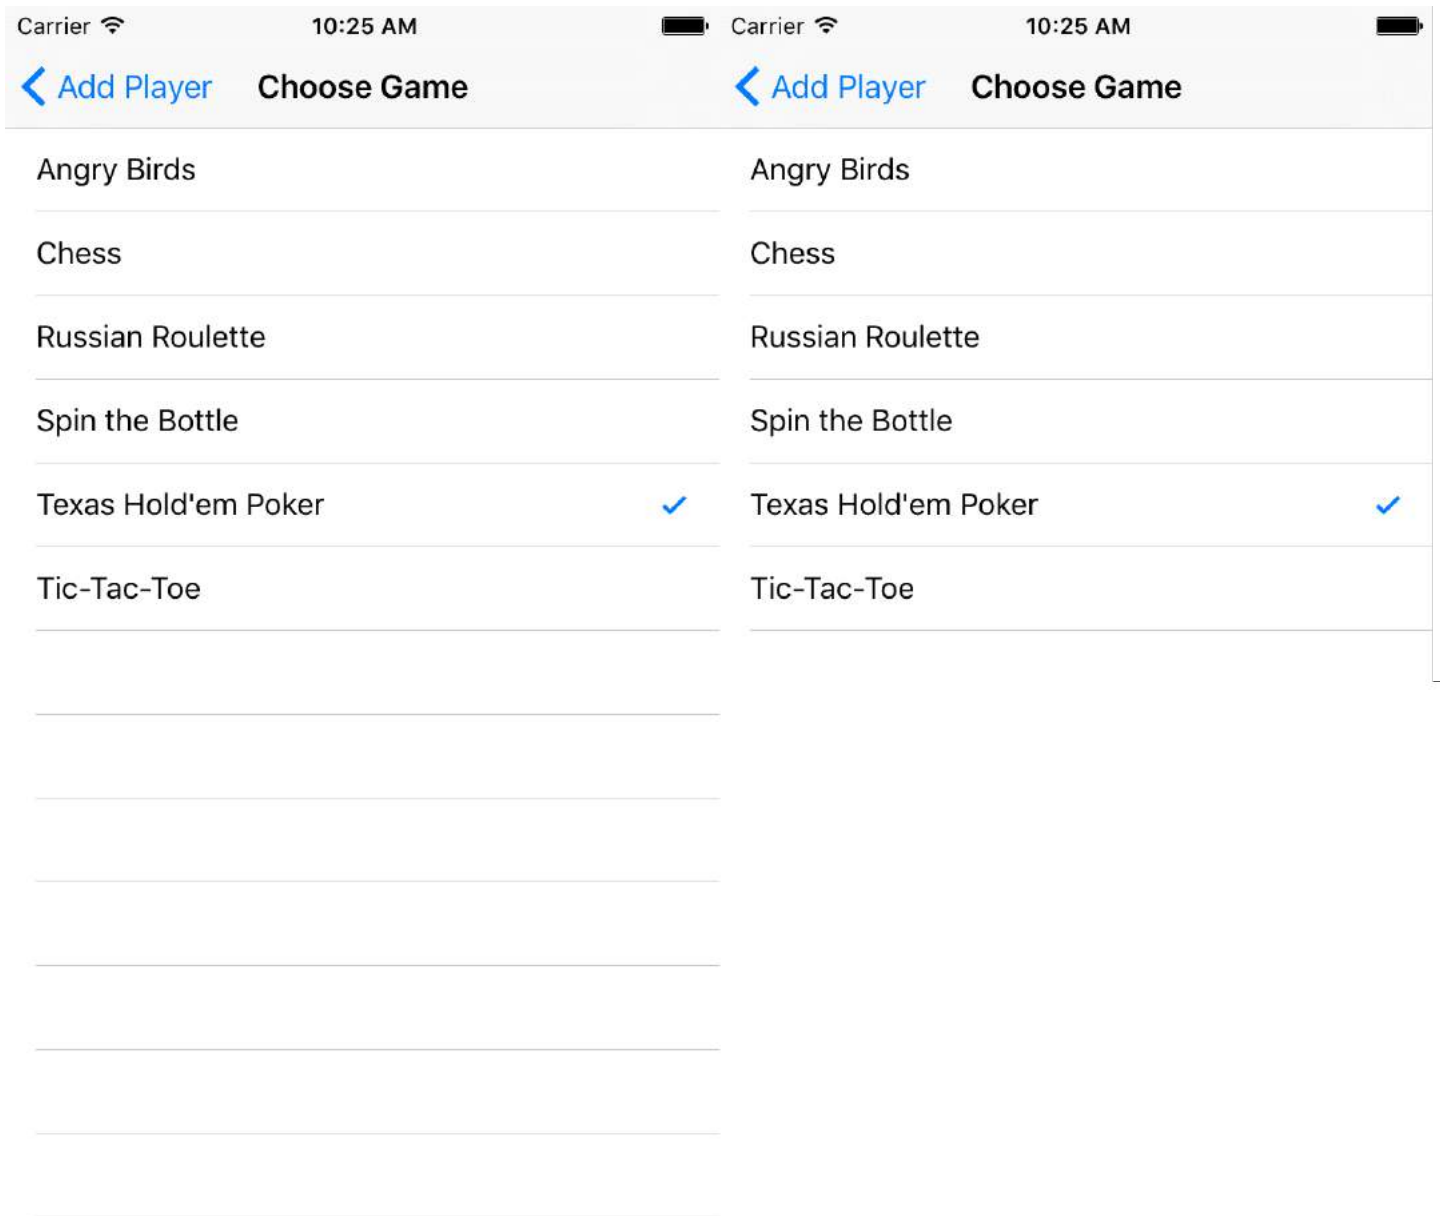 Carrier 10:25 AM
Add Player Choose Game
Angry Birds
Chess
Russian Roulette
Spin the Bottle
Texas Hold'em Poker
Tic-Tac-Toe
Carrier 10:25 AM
Add Player Choose Game
Angry Birds
Chess
Russian Roulette
Spin the Bottle
Texas Hold'em Poker
Tic-Tac-Toe